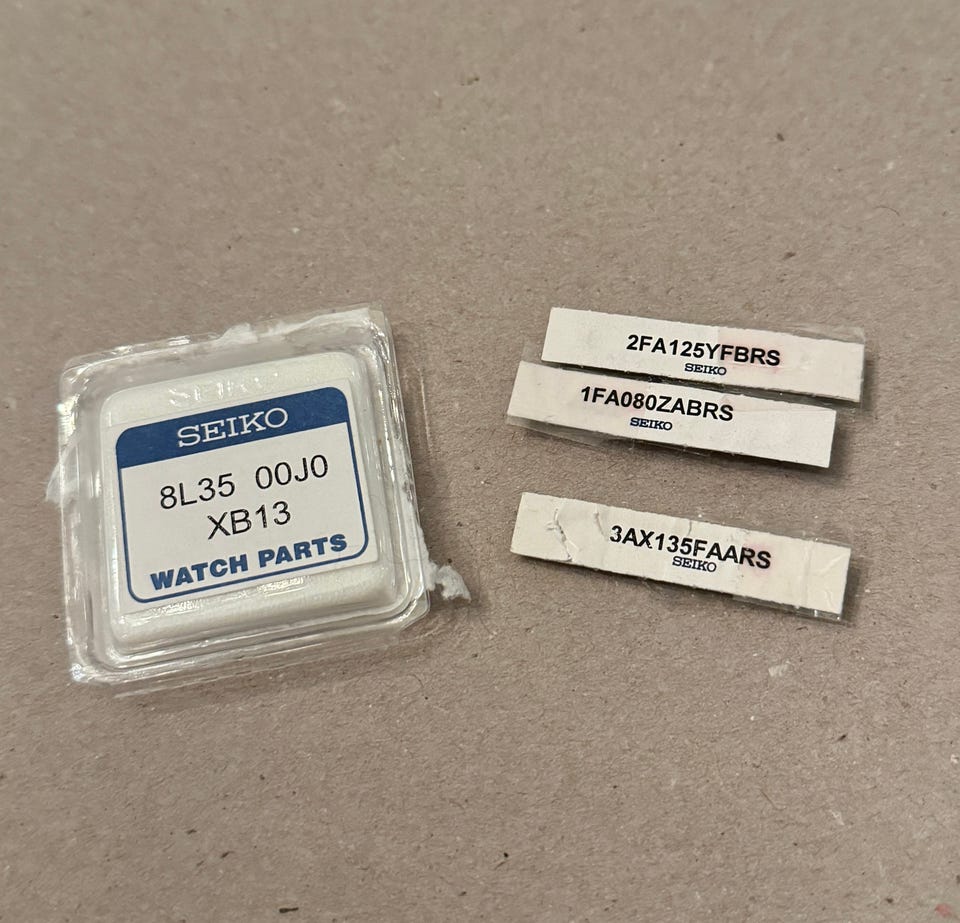 SEIKO
8L35 00J0
XB13
WATCH PARTS
2FA125YFBRS
SEIKO
1FA080ZABRS
SEIKO
3AX135FAARS
SEIKO